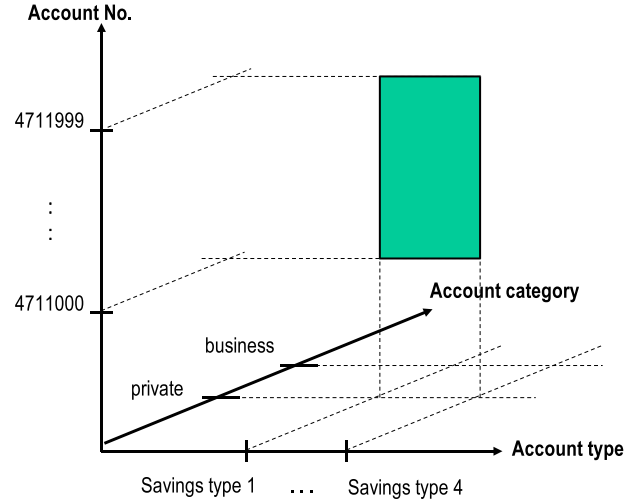 Account No.
4711999
:
:
4711000
Account category
business
private
Account type
Savings type 1 ... Savings type 4